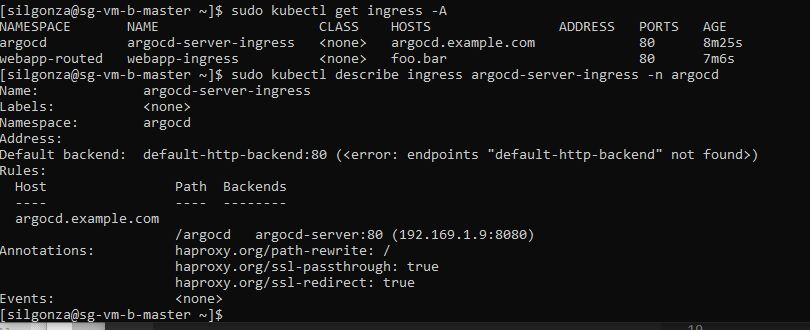 [silgonza@sg-vm-b-master ~]$ sudo kubectl get ingress -A
NAMESPACE       NAME                    CLASS    HOSTS                ADDRESS   PORTS   AGE
argocd          argocd-server-ingress   <none>   argocd.example.com             80      8m25s
webapp-routed   webapp-ingress          <none>   foo.bar                        80      7m6s
[silgonza@sg-vm-b-master ~]$ sudo kubectl describe ingress argocd-server-ingress -n argocd
Name:             argocd-server-ingress
Labels:           <none>
Namespace:        argocd
Address:
Default backend:  default-http-backend:80 (<error: endpoints "default-http-backend" not found>)
Rules:
  Host                Path  Backends
  ----                ----  --------
  argocd.example.com
                      /argocd   argocd-server:80 (192.169.1.9:8080)
Annotations:          haproxy.org/path-rewrite: /
                      haproxy.org/ssl-passthrough: true
                      haproxy.org/ssl-redirect: true
Events:               <none>
[silgonza@sg-vm-b-master ~]$